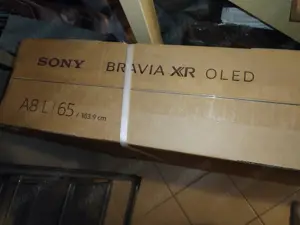 SONY BRAVIA XR OLED
A8L / 65 / 163.9 cm